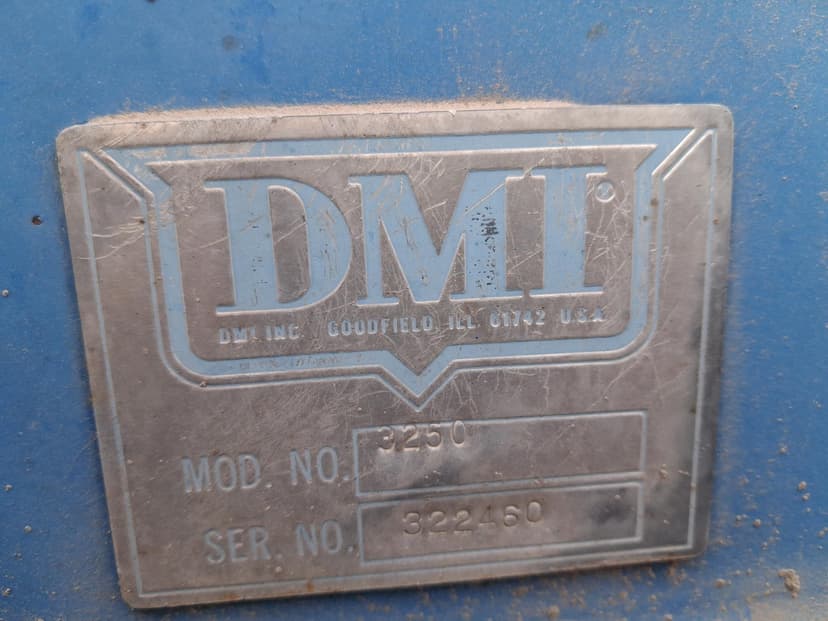 DMI®
DMI, INC. GOODFIELD, ILL. 61742 U.S.A.
MOD. NO. 3250
SER. NO. 322460